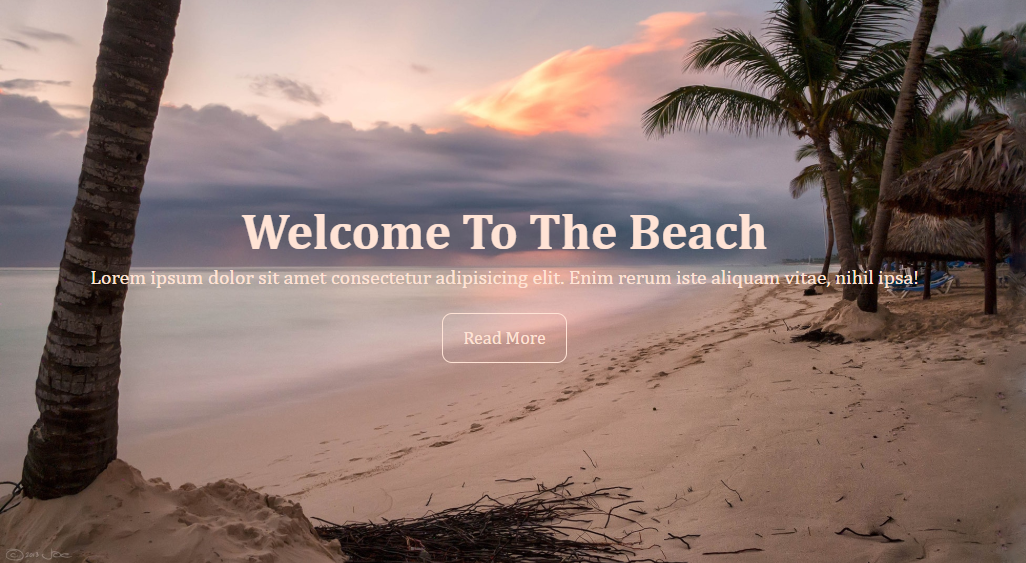 Welcome To The Beach
Lorem ipsum dolor sit amet consectetur adipisicing elit. Enim rerum iste aliquam vitae, nihil ipsa!
Read More